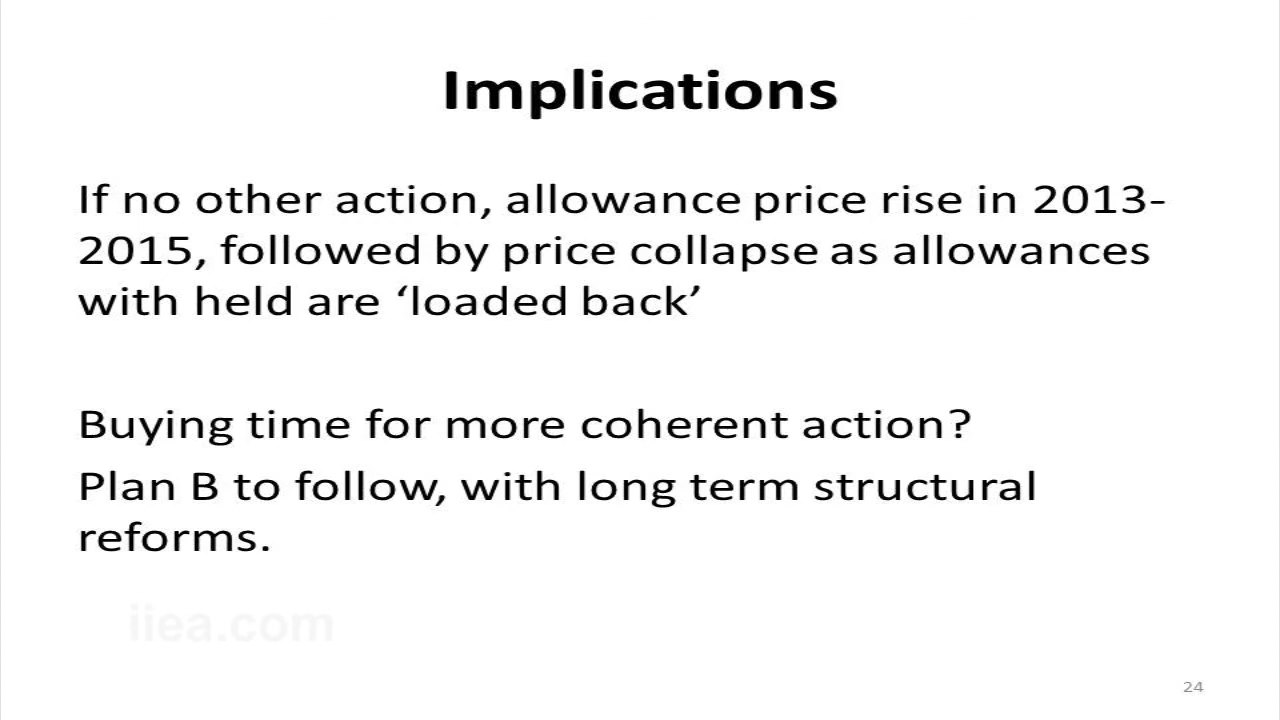 Implications
If no other action, allowance price rise in 2013-
2015, followed by price collapse as allowances
with held are ‘loaded back’
Buying time for more coherent action?
Plan B to follow, with long term structural
reforms.
iiea.com
24